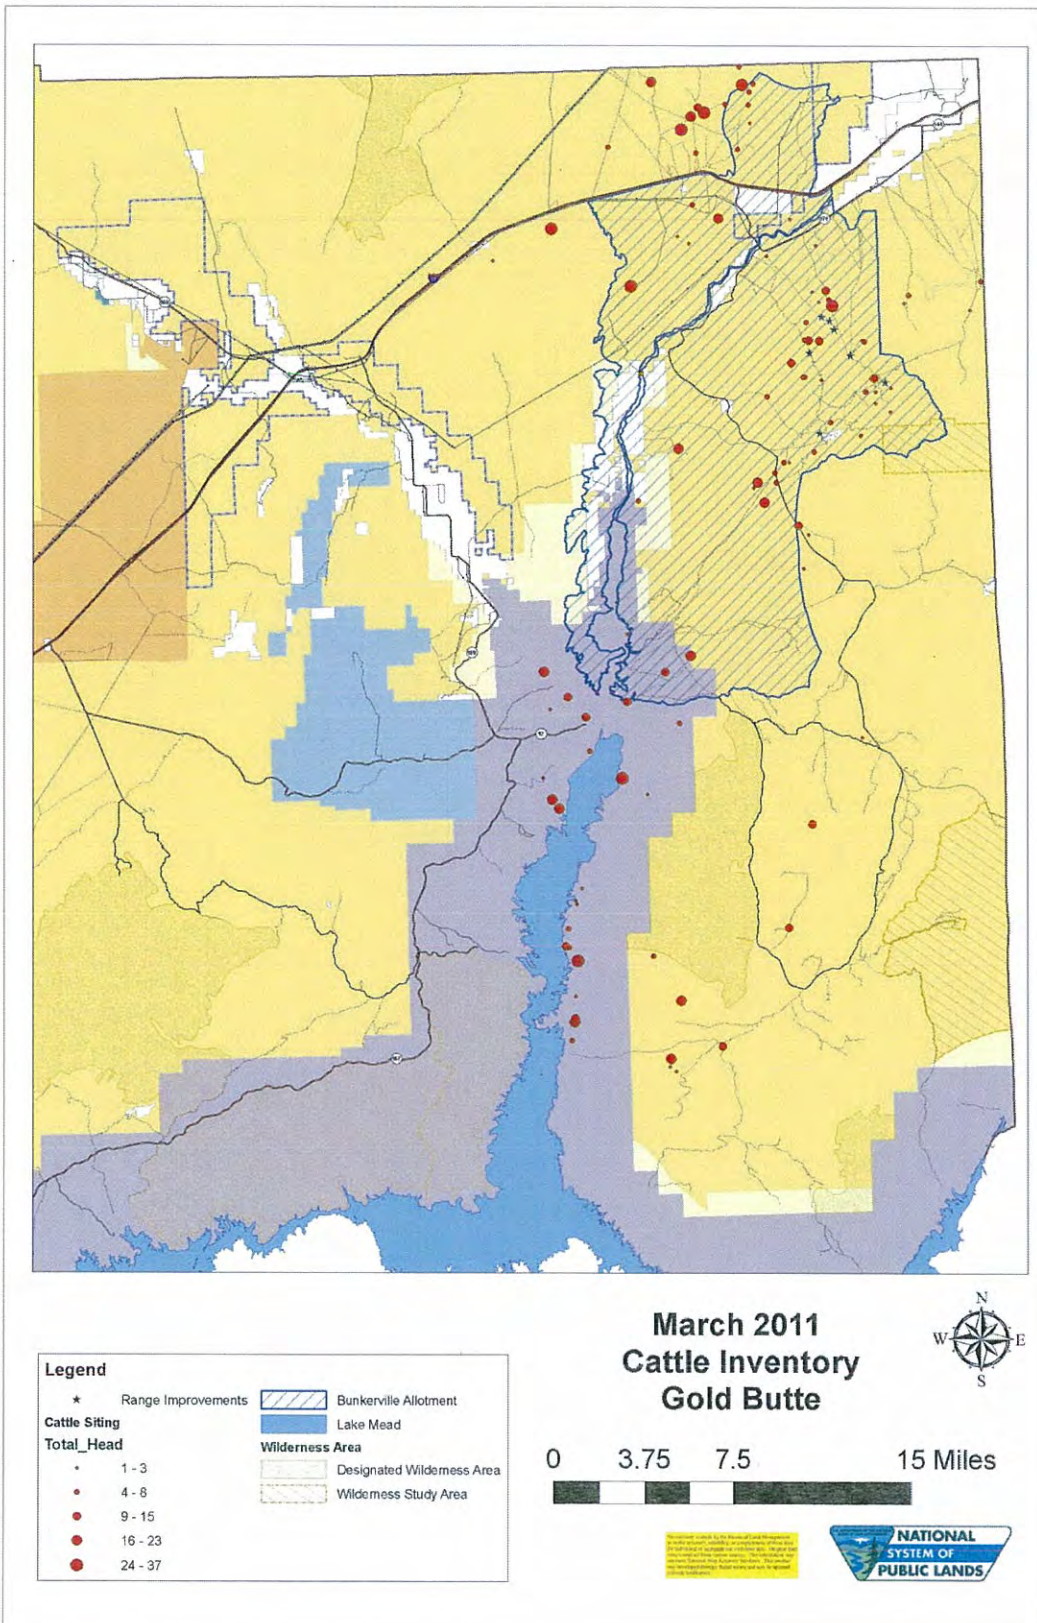 March 2011
Cattle Inventory
Gold Butte
N
W E
S
Legend
Range Improvements
Cattle Siting
Total_Head
1 - 3
4 - 8
9 - 15
16 - 23
24 - 37
Bunkerville Allotment
Lake Mead
Wilderness Area
Designated Wilderness Area
Wilderness Study Area
0 3.75 7.5 15 Miles
NATIONAL
SYSTEM OF
PUBLIC LANDS